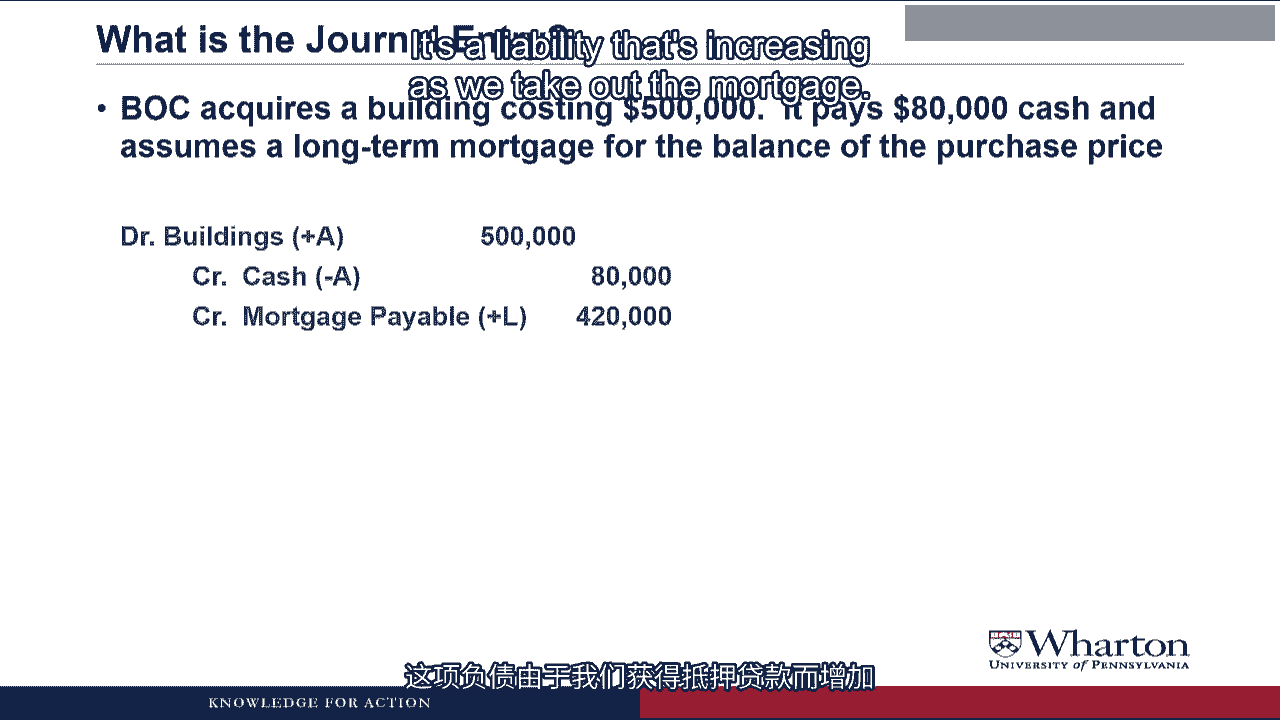 What is the Journal Entry?
It's a liability that's increasing
as we take out the mortgage.
• BOC acquires a building costing $500,000. It pays $80,000 cash and
assumes a long-term mortgage for the balance of the purchase price
Dr. Buildings (+A) 500,000
Cr. Cash (-A) 80,000
Cr. Mortgage Payable (+L) 420,000
Wharton
UNIVERSITY of PENNSYLVANIA
这项负债由于我们获得抵押贷款而增加
KNOWLEDGE FOR ACTION